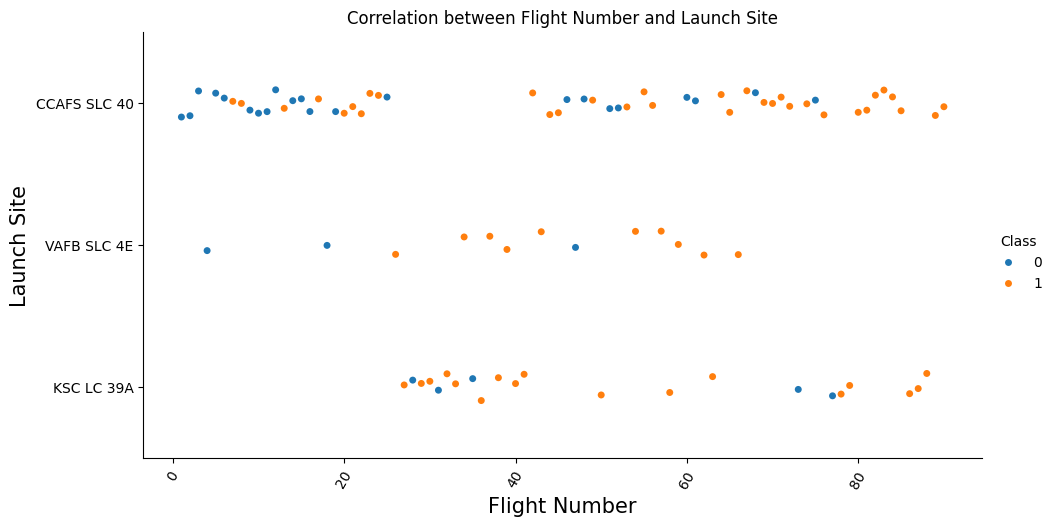 Correlation between Flight Number and Launch Site
Launch Site
CCAFS SLC 40
VAFB SLC 4E
KSC LC 39A
0
20
40
60
80
Flight Number
Class
0
1